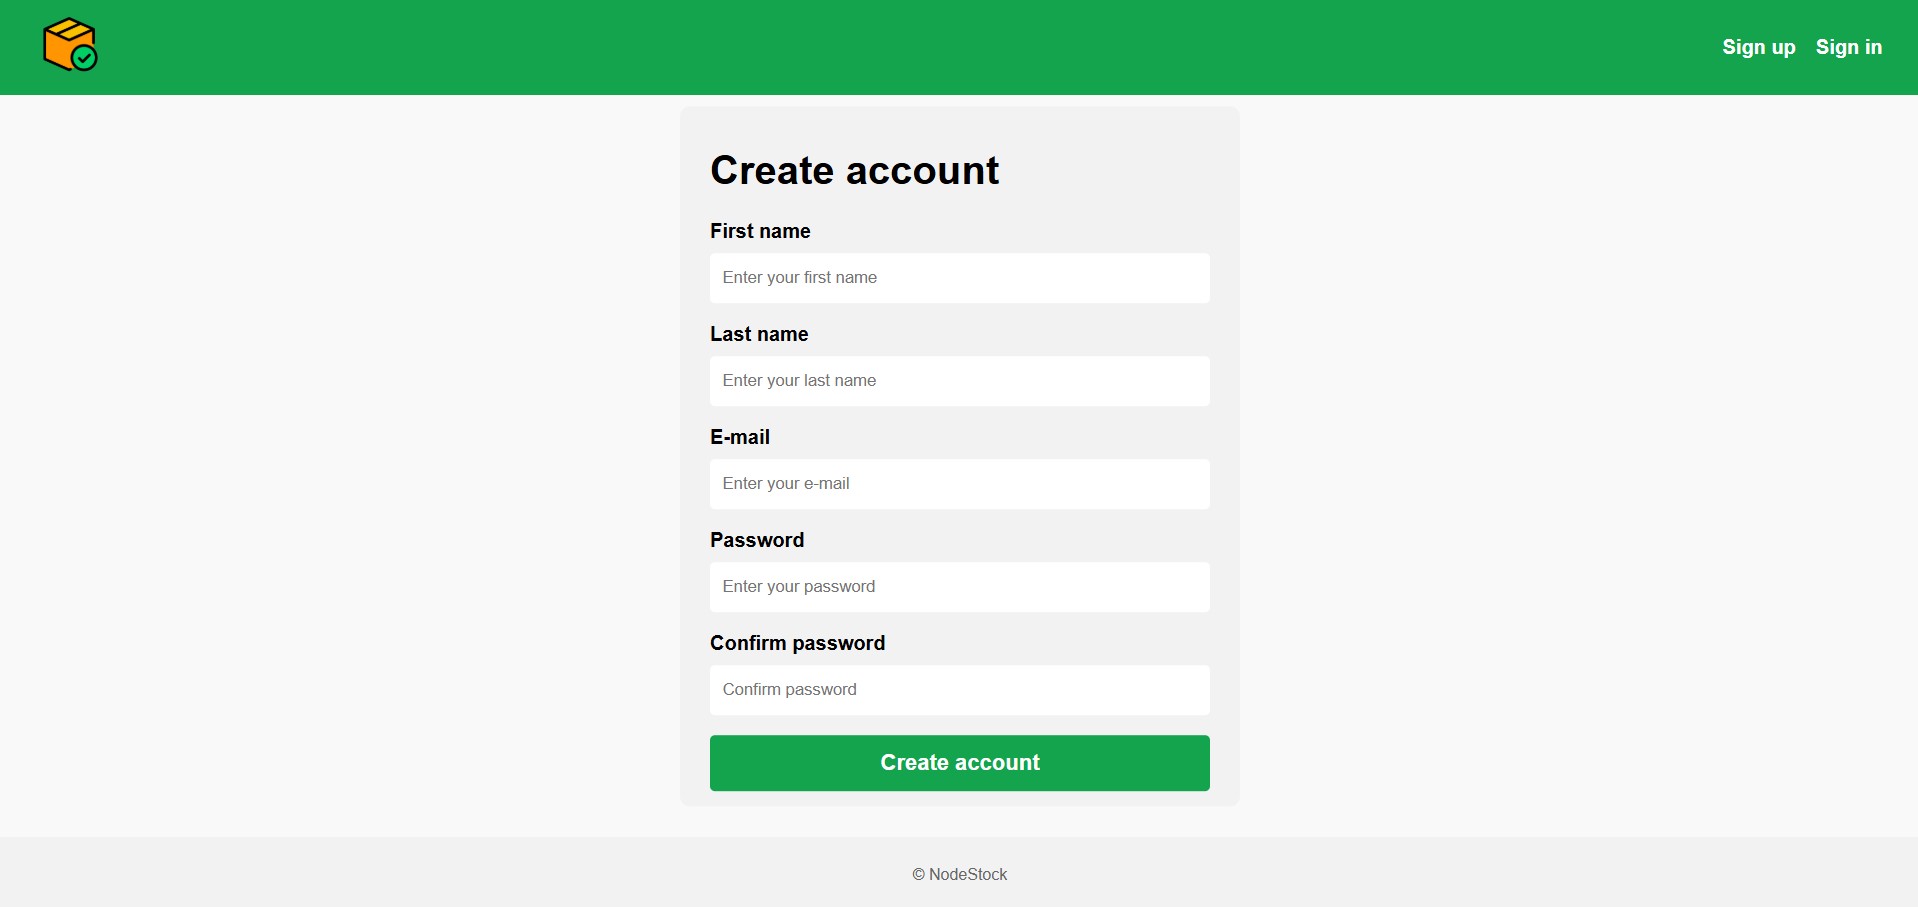 Sign up Sign in
Create account
First name
Enter your first name
Last name
Enter your last name
E-mail
Enter your e-mail
Password
Enter your password
Confirm password
Confirm password
Create account
© NodeStock